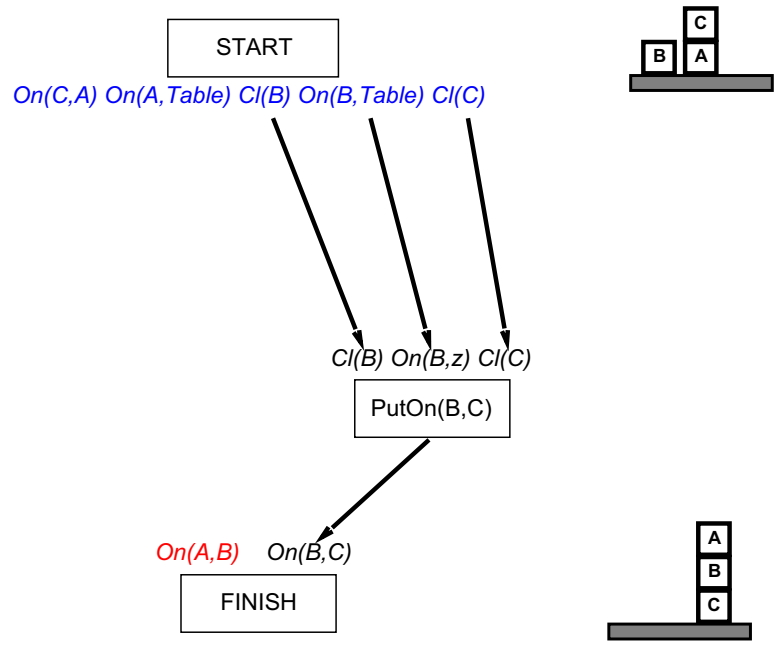 START
C
B A
On(C,A) On(A,Table) Cl(B) On(B,Table) Cl(C)
Cl(B) On(B,z) Cl(C)
PutOn(B,C)
On(A,B) On(B,C)
FINISH
A
B
C